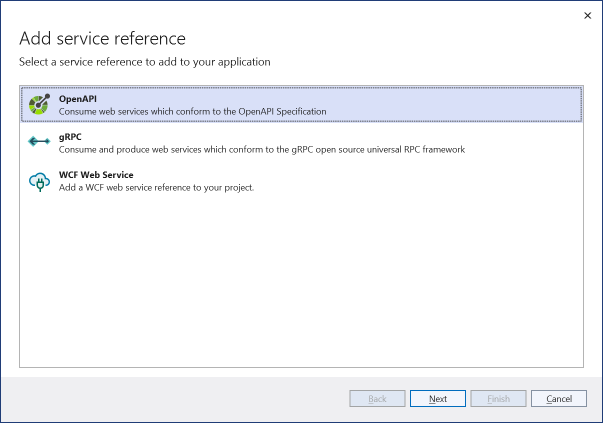 Add service reference
Select a service reference to add to your application
OpenAPI
Consume web services which conform to the OpenAPI Specification
gRPC
Consume and produce web services which conform to the gRPC open source universal RPC framework
WCF Web Service
Add a WCF web service reference to your project.
Back Next Finish Cancel